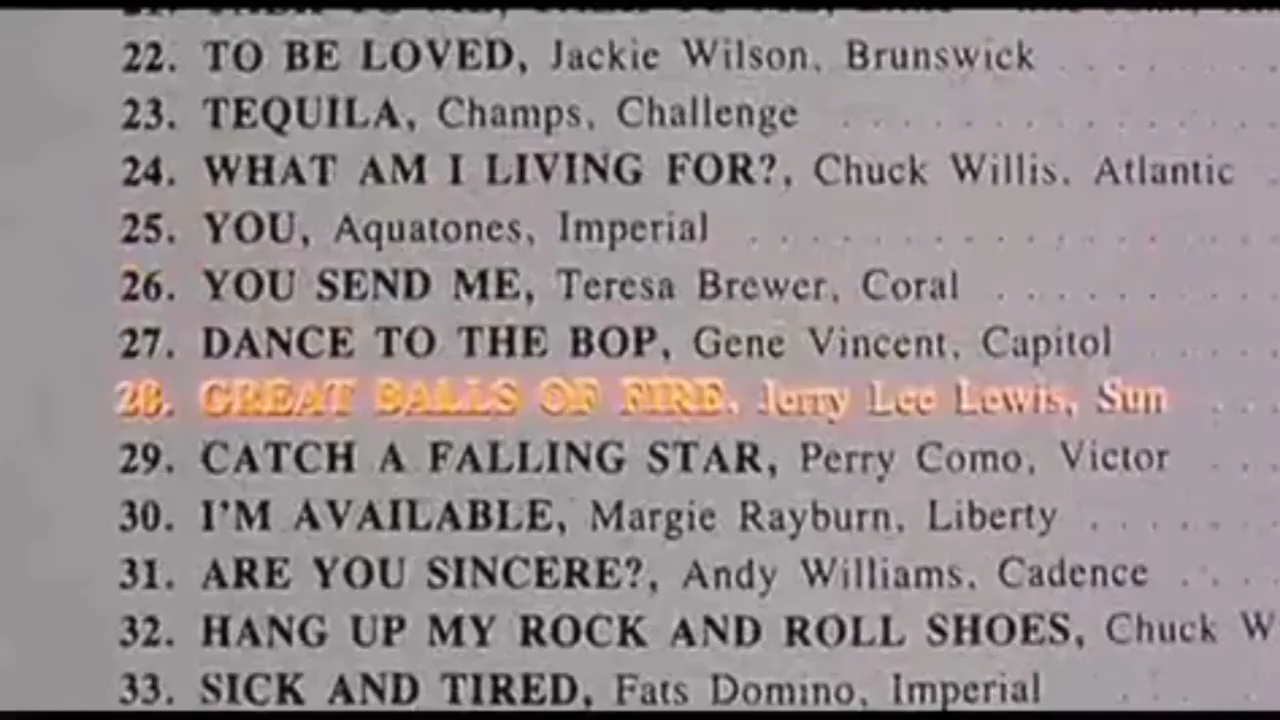 22. TO BE LOVED, Jackie Wilson, Brunswick . . . .
23. TEQUILA, Champs, Challenge . . . . . . . . . . .
24. WHAT AM I LIVING FOR?, Chuck Willis, Atlantic .
25. YOU, Aquatones, Imperial . . . . . . . . . . . . . .
26. YOU SEND ME, Teresa Brewer, Coral . . . . . . .
27. DANCE TO THE BOP, Gene Vincent, Capitol . . . .
28. GREAT BALLS OF FIRE, Jerry Lee Lewis, Sun . . .
29. CATCH A FALLING STAR, Perry Como, Victor . . .
30. I'M AVAILABLE, Margie Rayburn, Liberty . . . . . .
31. ARE YOU SINCERE?, Andy Williams, Cadence . . .
32. HANG UP MY ROCK AND ROLL SHOES, Chuck W
33. SICK AND TIRED, Fats Domino, Imperial . . . .